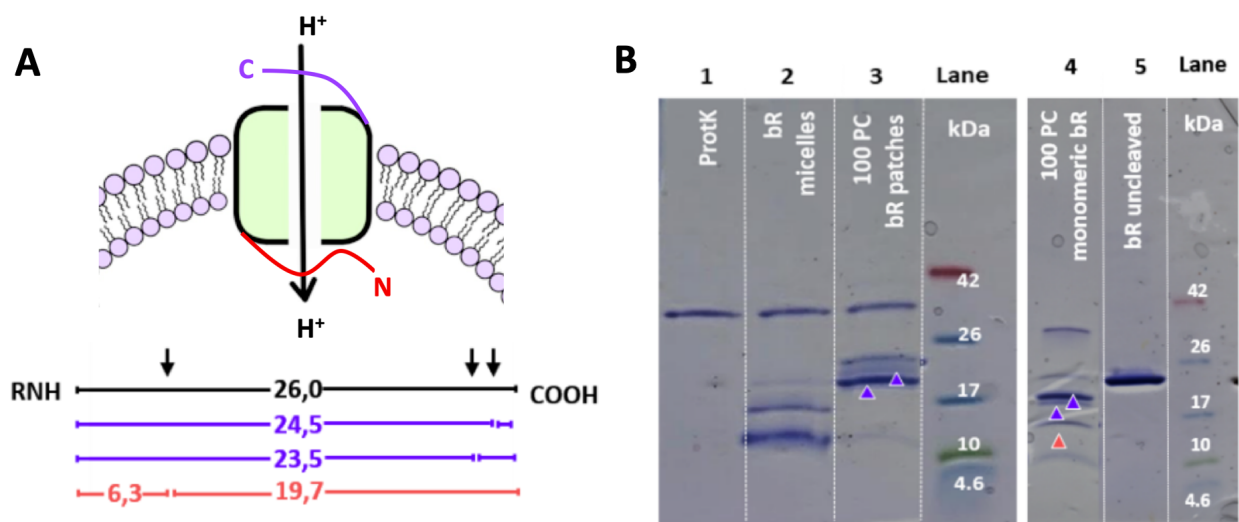 A
H⁺
C
N
H⁺
RNH
26,0
COOH
24,5
23,5
6,3
19,7
B
1
2
3
Lane
4
5
Lane
ProtK
bR
micelles
100 PC
bR patches
kDa
42
26
17
10
4.6
100 PC
monomeric bR
bR uncleaved
kDa
42
26
17
10
4.6